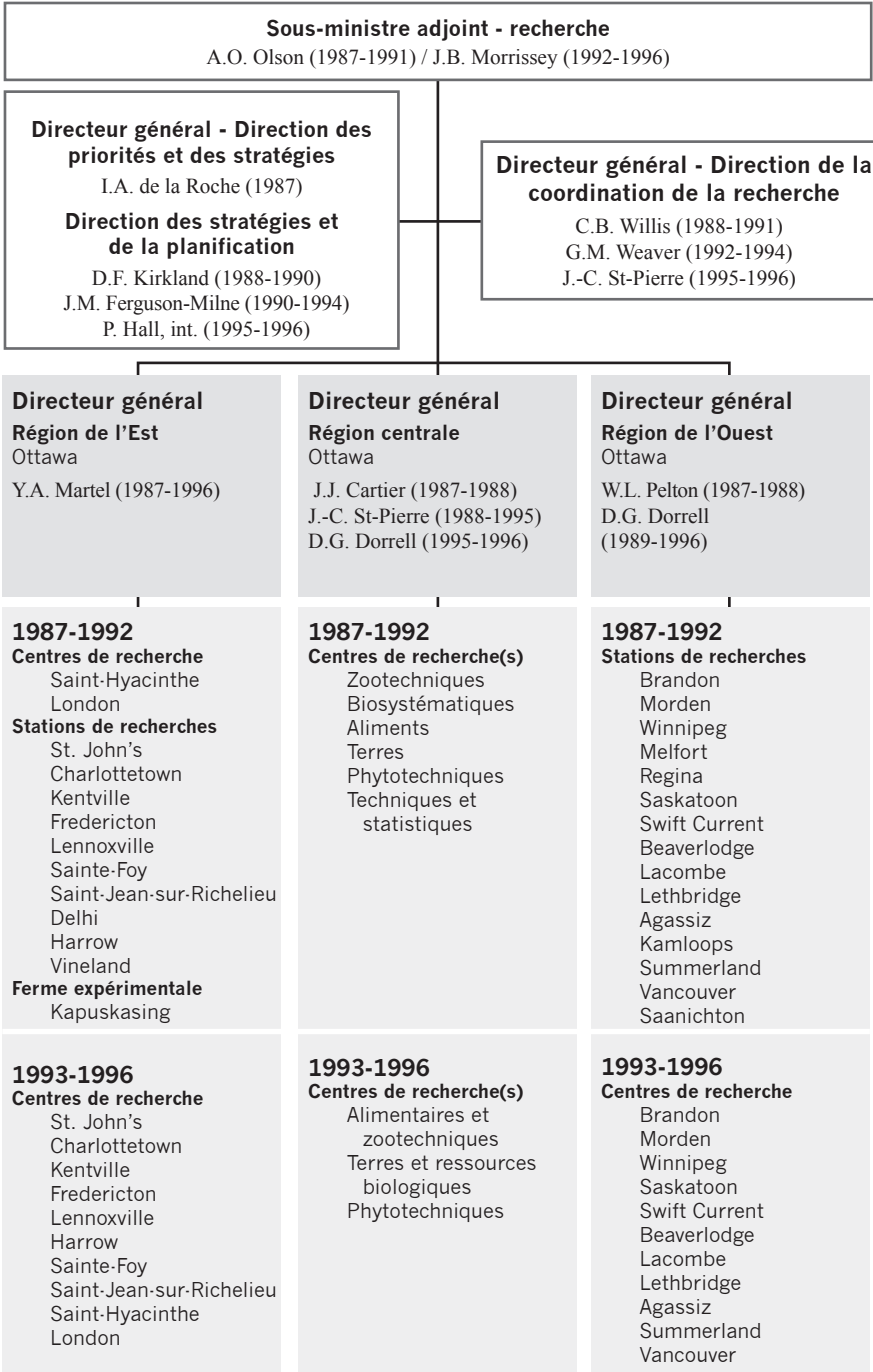 Sous-ministre adjoint - recherche
A.O. Olson (1987-1991) / J.B. Morrissey (1992-1996)
Directeur général - Direction des
priorités et des stratégies
I.A. de la Roche (1987)
Direction des stratégies et
de la planification
D.F. Kirkland (1988-1990)
J.M. Ferguson-Milne (1990-1994)
P. Hall, int. (1995-1996)
Directeur général - Direction de la
coordination de la recherche
C.B. Willis (1988-1991)
G.M. Weaver (1992-1994)
J.-C. St-Pierre (1995-1996)
Directeur général
Région de l'Est
Ottawa
Y.A. Martel (1987-1996)
Directeur général
Région centrale
Ottawa
J.J. Cartier (1987-1988)
J.-C. St-Pierre (1988-1995)
D.G. Dorrell (1995-1996)
Directeur général
Région de l'Ouest
Ottawa
W.L. Pelton (1987-1988)
D.G. Dorrell
(1989-1996)
1987-1992
Centres de recherche
Saint-Hyacinthe
London
Stations de recherches
St. John's
Charlottetown
Kentville
Fredericton
Lennoxville
Sainte-Foy
Saint-Jean-sur-Richelieu
Delhi
Harrow
Vineland
Ferme expérimentale
Kapuskasing
1987-1992
Centres de recherche(s)
Zootechniques
Biosystématiques
Aliments
Terres
Phytotechniques
Techniques et
statistiques
1987-1992
Stations de recherches
Brandon
Morden
Winnipeg
Melfort
Regina
Saskatoon
Swift Current
Beaverlodge
Lacombe
Lethbridge
Agassiz
Kamloops
Summerland
Vancouver
Saanichton
1993-1996
Centres de recherche
St. John's
Charlottetown
Kentville
Fredericton
Lennoxville
Harrow
Sainte-Foy
Saint-Jean-sur-Richelieu
Saint-Hyacinthe
London
1993-1996
Centres de recherche(s)
Alimentaires et
zootechniques
Terres et ressources
biologiques
Phytotechniques
1993-1996
Centres de recherche
Brandon
Morden
Winnipeg
Saskatoon
Swift Current
Beaverlodge
Lacombe
Lethbridge
Agassiz
Summerland
Vancouver